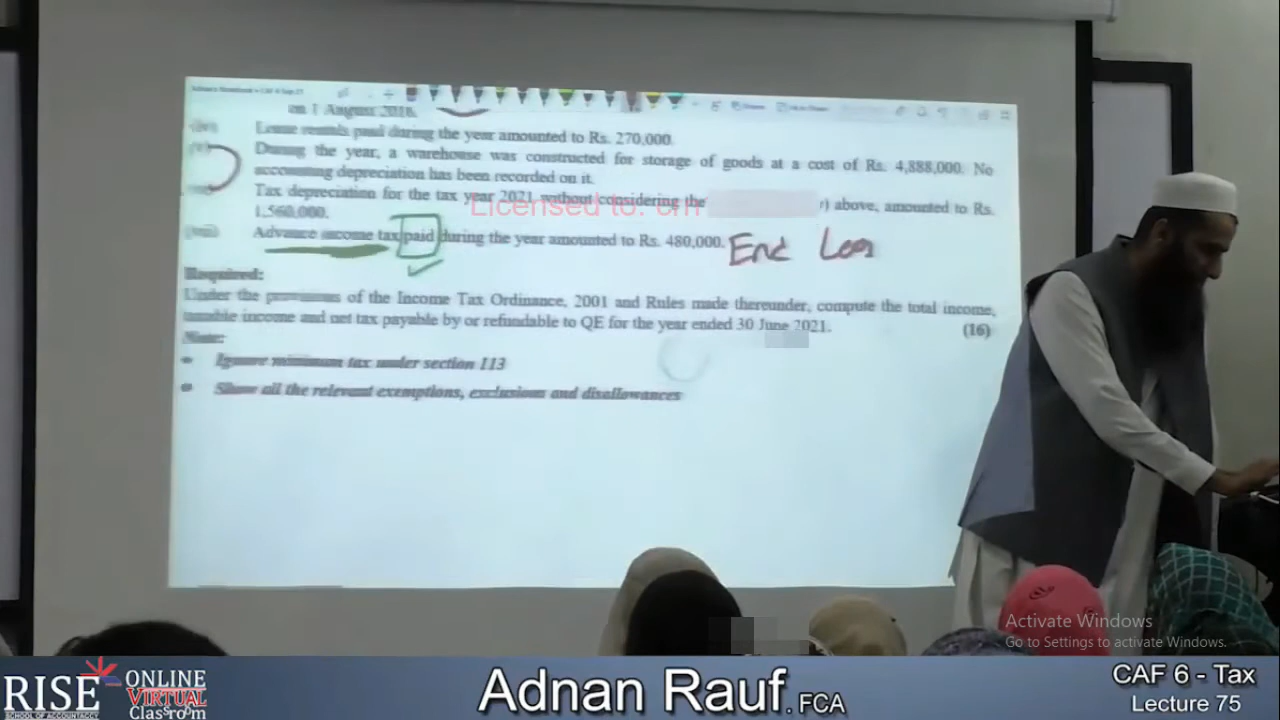 on 1 August 2016.
Lease rentals paid during the year amounted to Rs. 270,000.
(v) During the year, a warehouse was constructed for storage of goods at a cost of Rs. 4,888,000. No
accounting depreciation has been recorded on it.
Tax depreciation for the tax year 2021 without considering the above, amounted to Rs.
1,560,000.
Licensed to:
Advance income tax paid during the year amounted to Rs. 480,000. End
Required:
Under the provisions of the Income Tax Ordinance, 2001 and Rules made thereunder, compute the total income,
taxable income and net tax payable by or refundable to QE for the year ended 30 June 2021. (16)
Note:
• Ignore minimum tax under section 113
• Show all the relevant exemptions, exclusions and disallowances
Activate Windows
Go to Settings to activate Windows.
RISE
SCHOOL OF ACCOUNTANCY
ONLINE
VIRTUAL
Classroom
Adnan Rauf. FCA
CAF 6 - Tax
Lecture 75